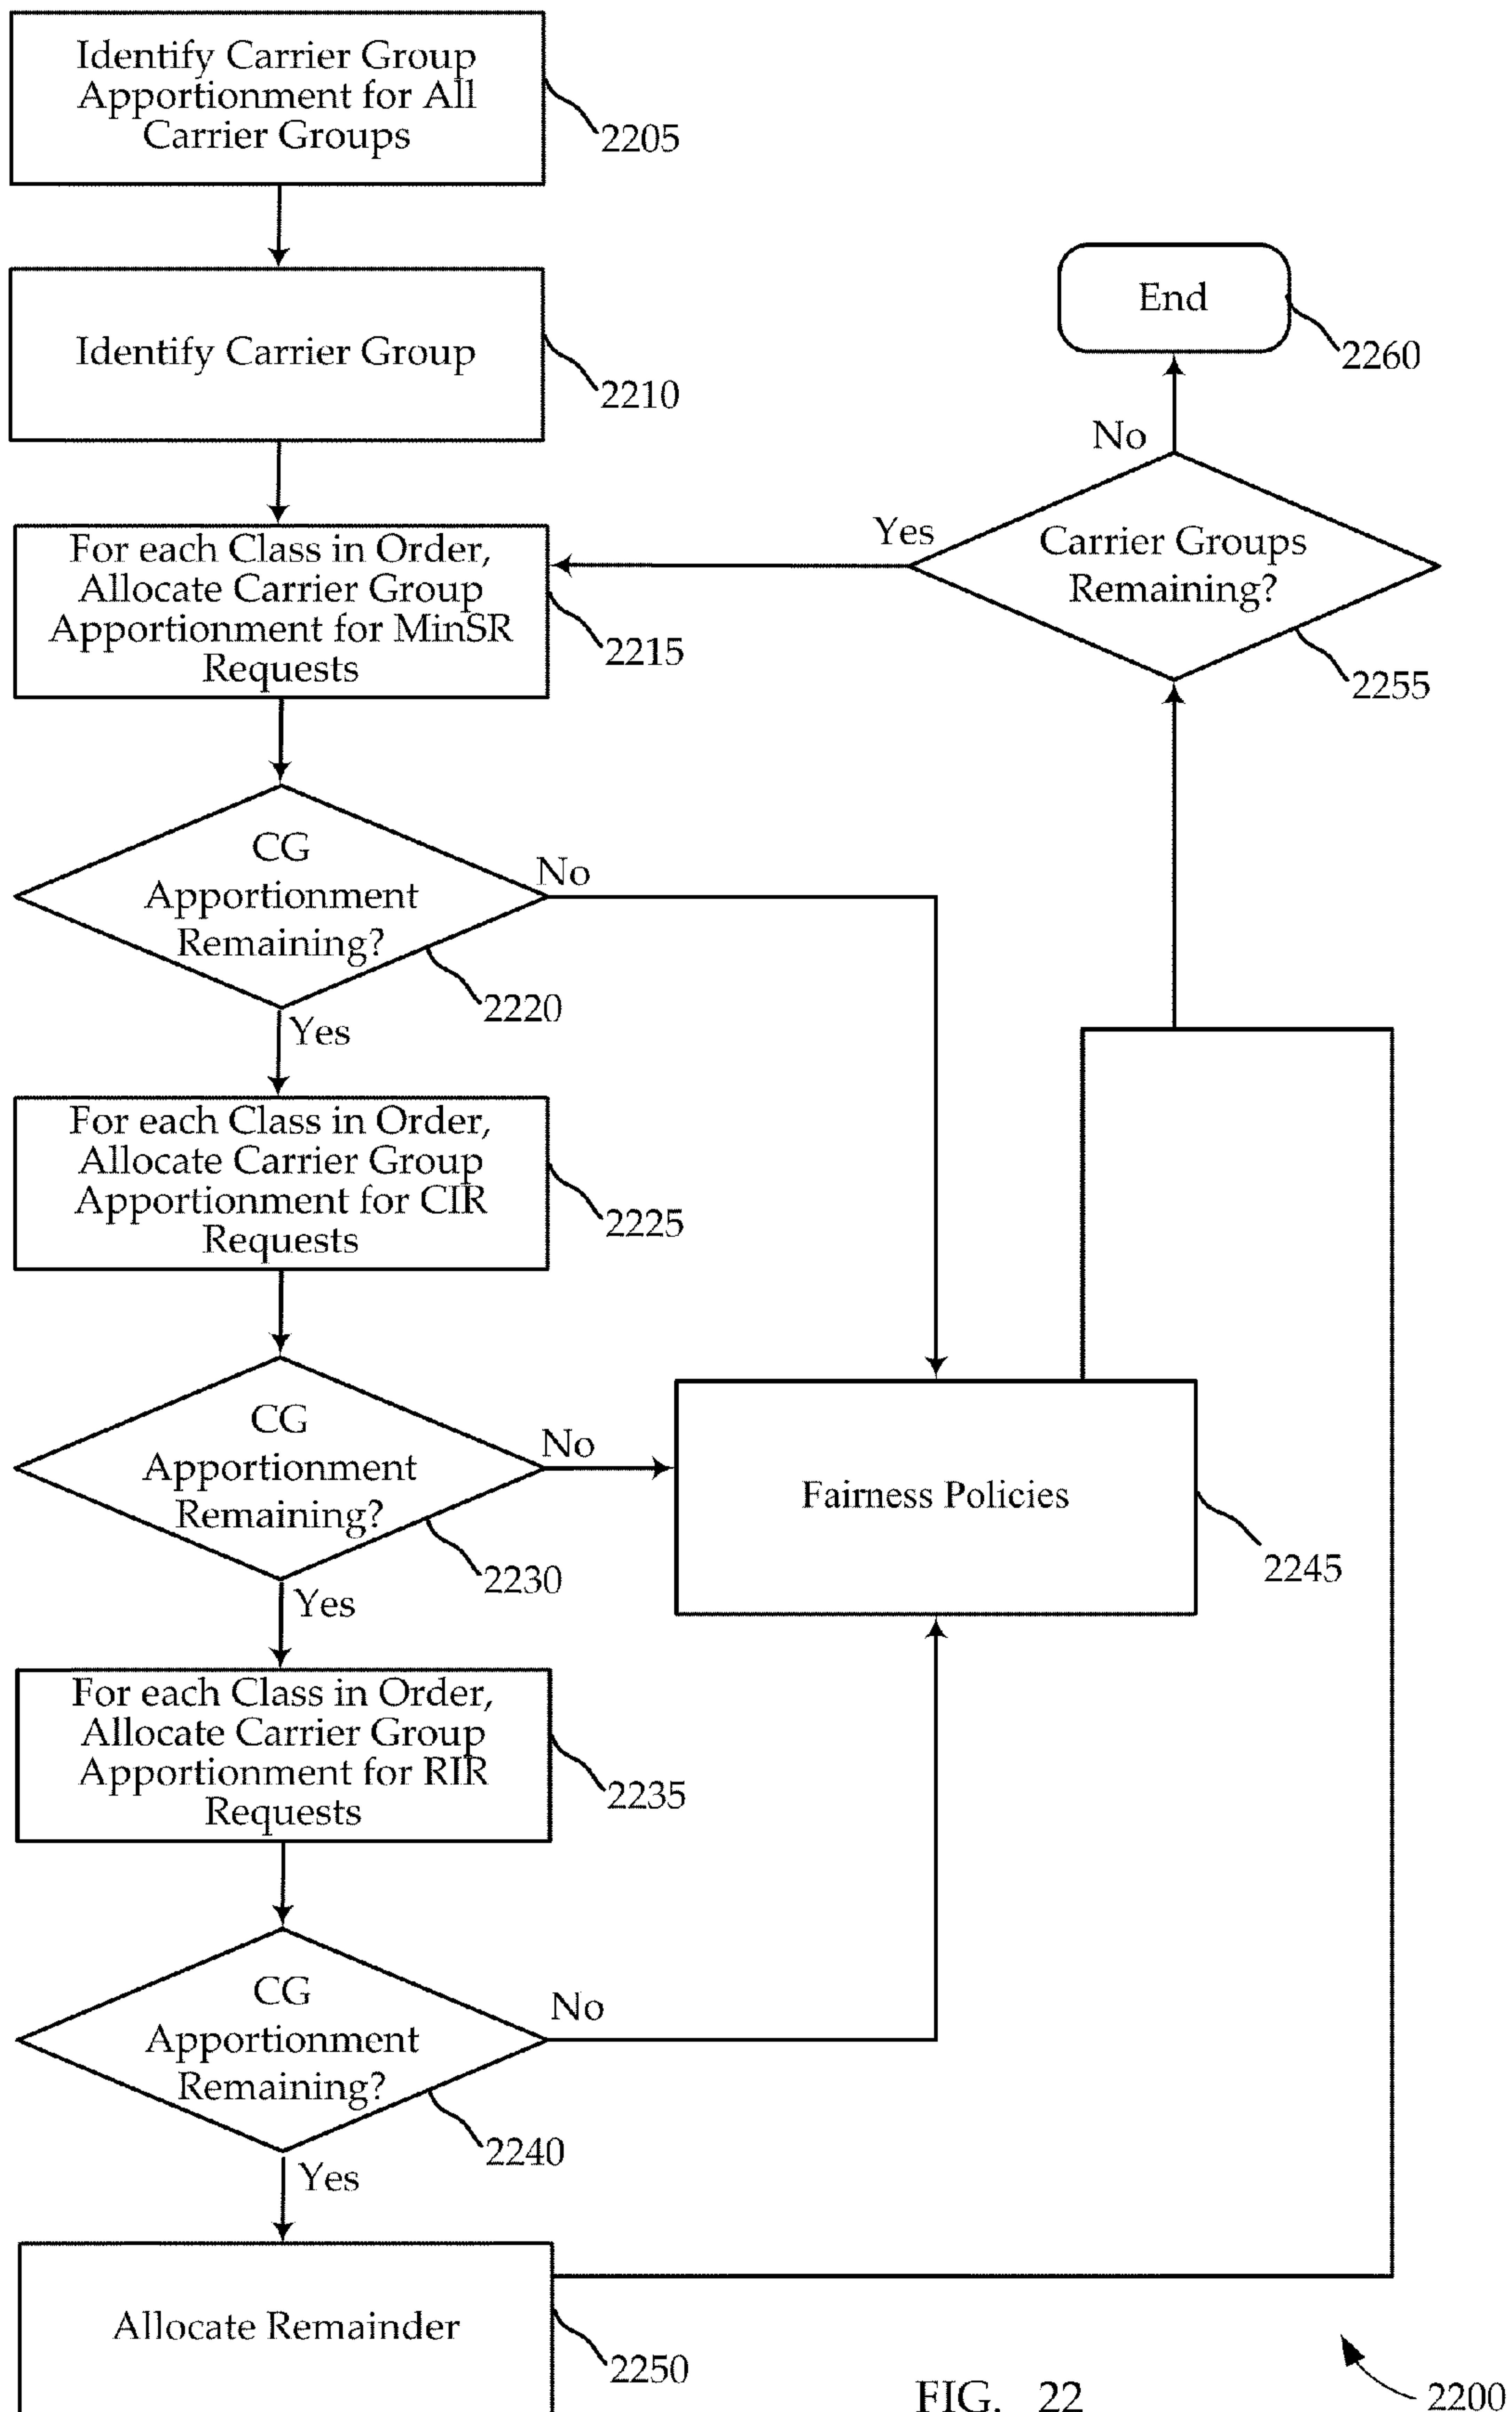 Identify Carrier Group
Apportionment for All
Carrier Groups
2205
Identify Carrier Group
2210
End
2260
No
Carrier Groups
Remaining?
Yes
2255
For each Class in Order,
Allocate Carrier Group
Apportionment for MinSR
Requests
2215
CG
Apportionment
Remaining?
No
2220
Yes
For each Class in Order,
Allocate Carrier Group
Apportionment for CIR
Requests
2225
CG
Apportionment
Remaining?
No
2230
Yes
Fairness Policies
2245
For each Class in Order,
Allocate Carrier Group
Apportionment for RIR
Requests
2235
CG
Apportionment
Remaining?
No
2240
Yes
Allocate Remainder
2250
FIG. 22
2200